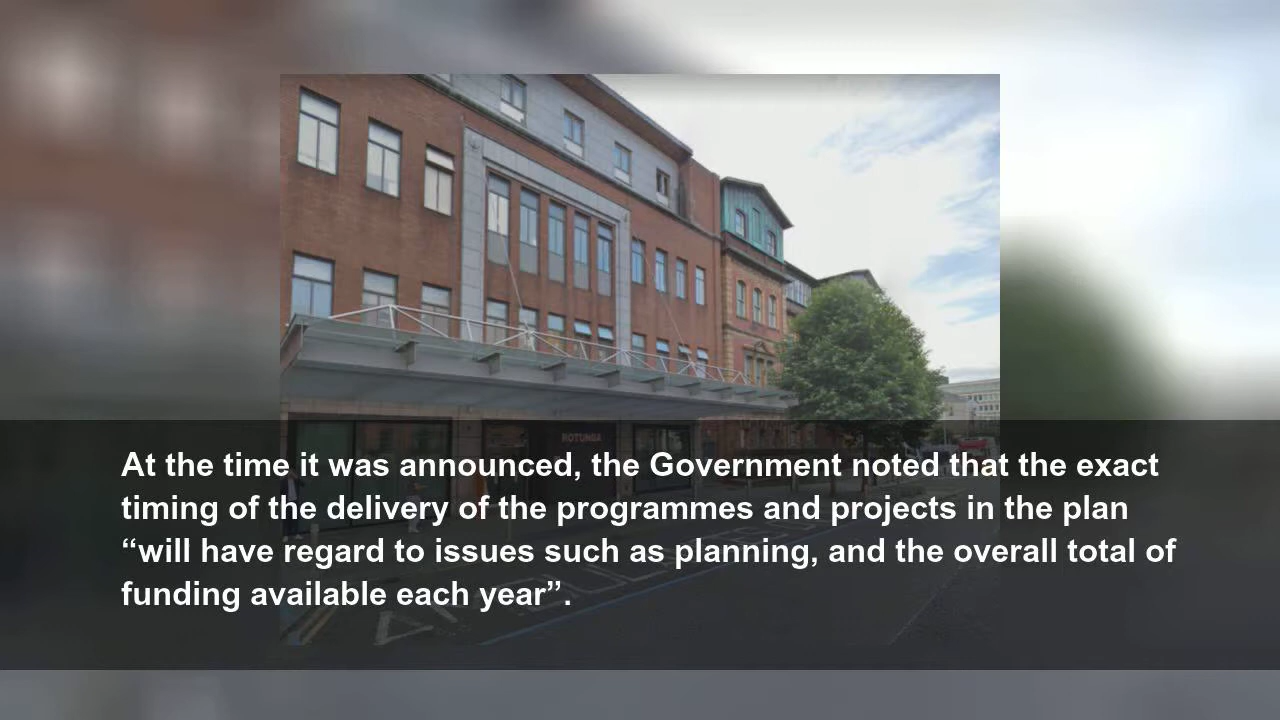 ROTUNDA
At the time it was announced, the Government noted that the exact
timing of the delivery of the programmes and projects in the plan
“will have regard to issues such as planning, and the overall total of
funding available each year”.